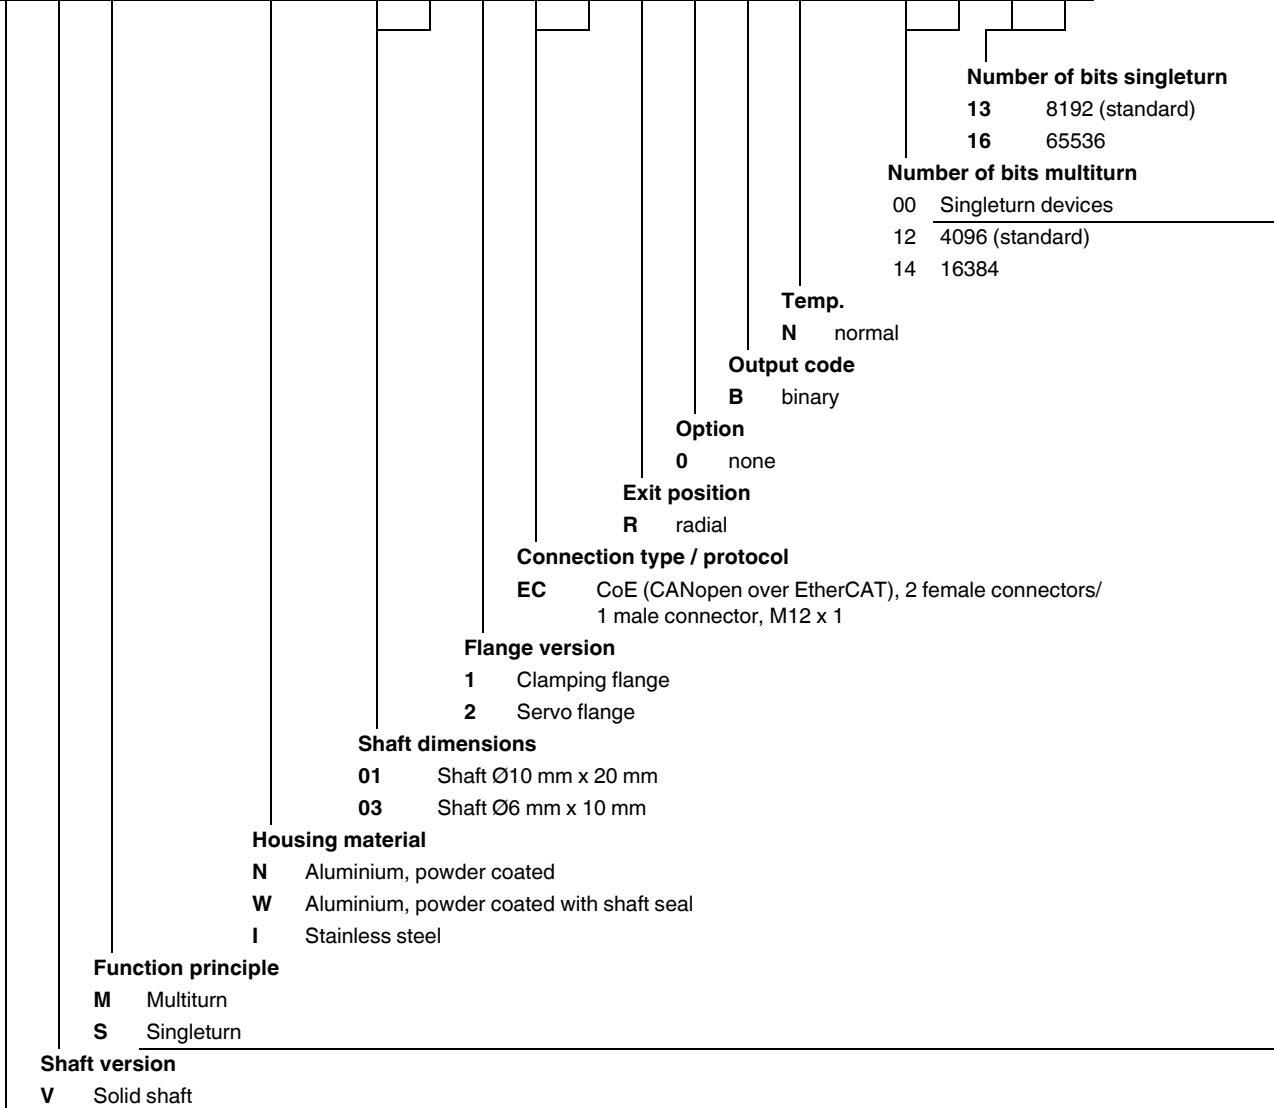 Number of bits singleturn
13 8192 (standard)
16 65536
Number of bits multiturn
00 Singleturn devices
12 4096 (standard)
14 16384
Temp.
N normal
Output code
B binary
Option
0 none
Exit position
R radial
Connection type / protocol
EC CoE (CANopen over EtherCAT), 2 female connectors/
1 male connector, M12 x 1
Flange version
1 Clamping flange
2 Servo flange
Shaft dimensions
01 Shaft Ø10 mm x 20 mm
03 Shaft Ø6 mm x 10 mm
Housing material
N Aluminium, powder coated
W Aluminium, powder coated with shaft seal
I Stainless steel
Function principle
M Multiturn
S Singleturn
Shaft version
V Solid shaft